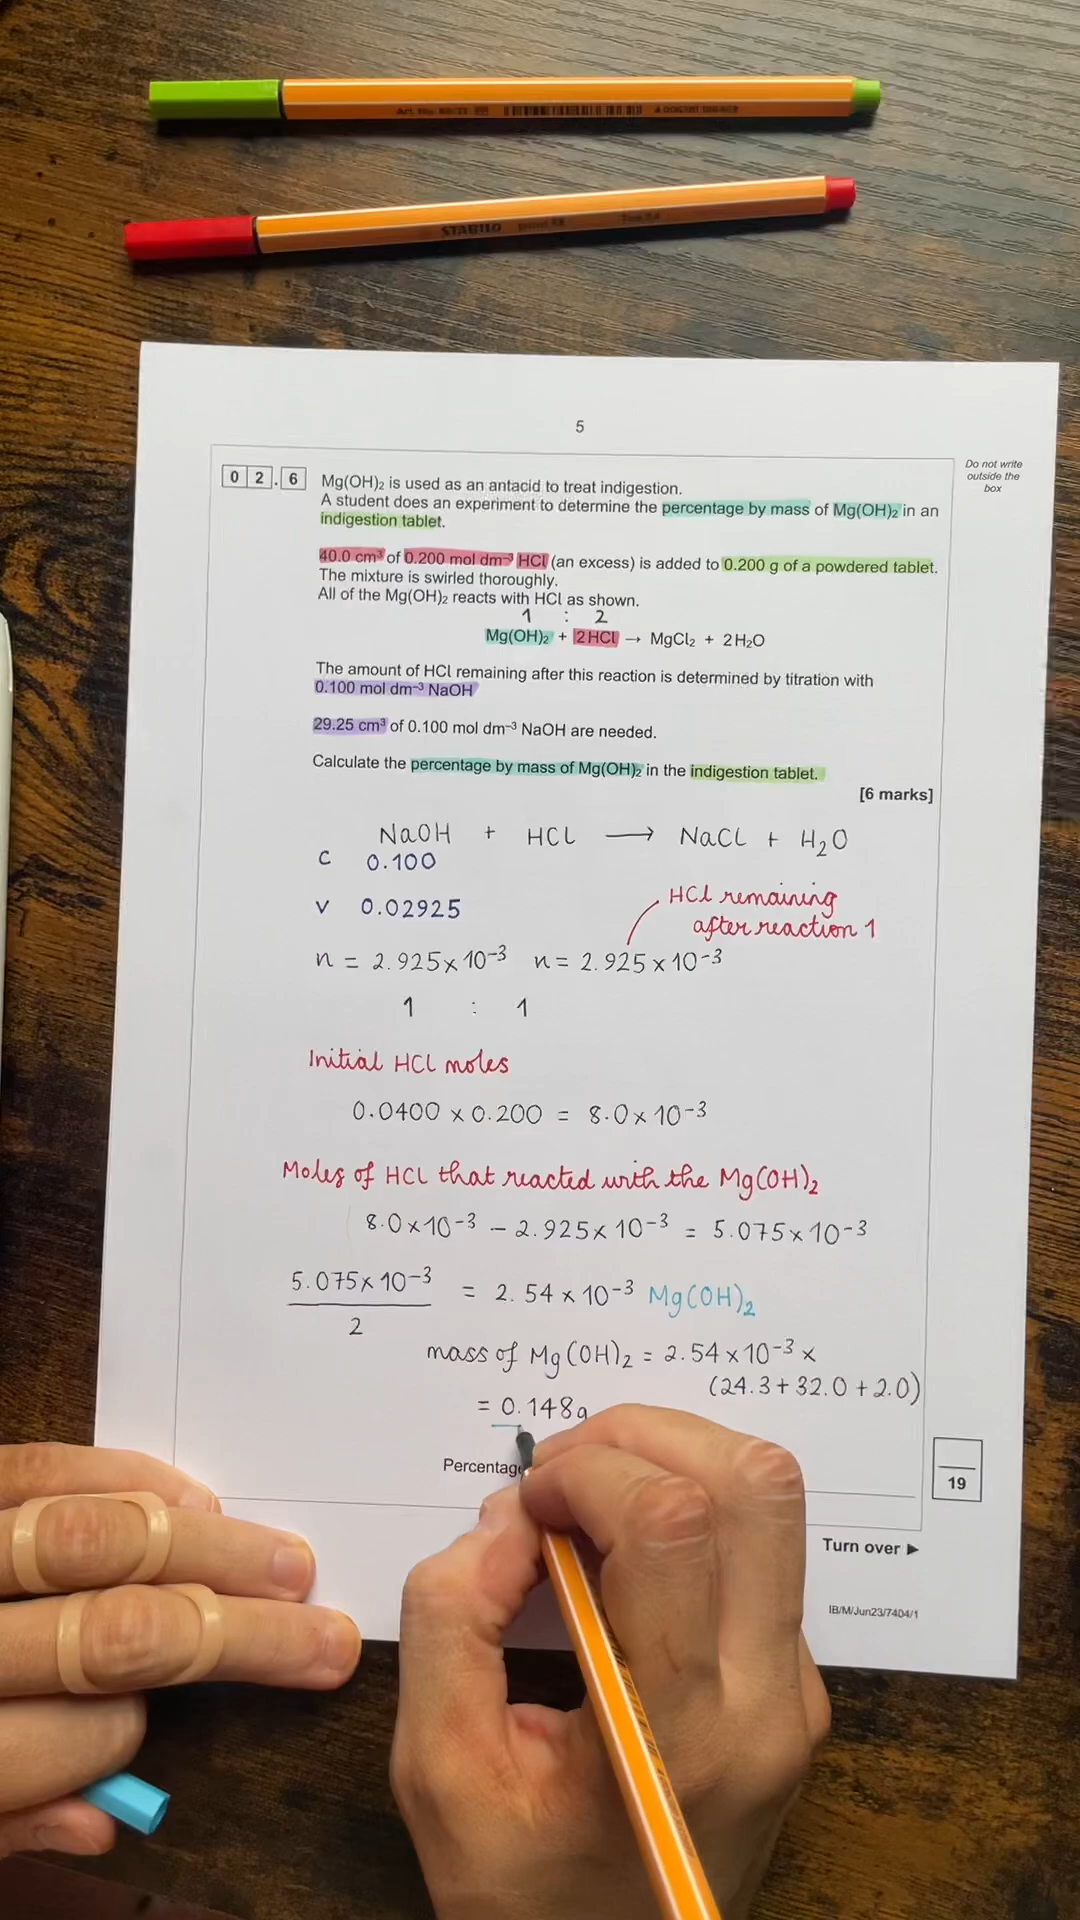 STABILO
5
Do not write
outside the
box
0 2 . 6
Mg(OH)₂ is used as an antacid to treat indigestion.
A student does an experiment to determine the percentage by mass of Mg(OH)₂ in an
indigestion tablet.
40.0 cm³ of 0.200 mol dm⁻³ HCl (an excess) is added to 0.200 g of a powdered tablet.
The mixture is swirled thoroughly.
All of the Mg(OH)₂ reacts with HCl as shown.
1 : 2
Mg(OH)₂ + 2HCl → MgCl₂ + 2H₂O
The amount of HCl remaining after this reaction is determined by titration with
0.100 mol dm⁻³ NaOH
29.25 cm³ of 0.100 mol dm⁻³ NaOH are needed.
Calculate the percentage by mass of Mg(OH)₂ in the indigestion tablet.
[6 marks]
NaOH + HCl ⟶ NaCl + H₂O
c 0.100
v 0.02925
HCl remaining
after reaction 1
n = 2.925 x 10⁻³ n = 2.925 x 10⁻³
1 : 1
Initial HCl moles
0.0400 x 0.200 = 8.0 x 10⁻³
Moles of HCl that reacted with the Mg(OH)₂
8.0 x 10⁻³ – 2.925 x 10⁻³ = 5.075 x 10⁻³
5.075 x 10⁻³
= 2.54 x 10⁻³ Mg(OH)₂
2
mass of Mg(OH)₂ = 2.54 x 10⁻³ x
(24.3 + 32.0 + 2.0)
= 0.148g
Percentag
19
Turn over ►
IB/M/Jun23/7404/1